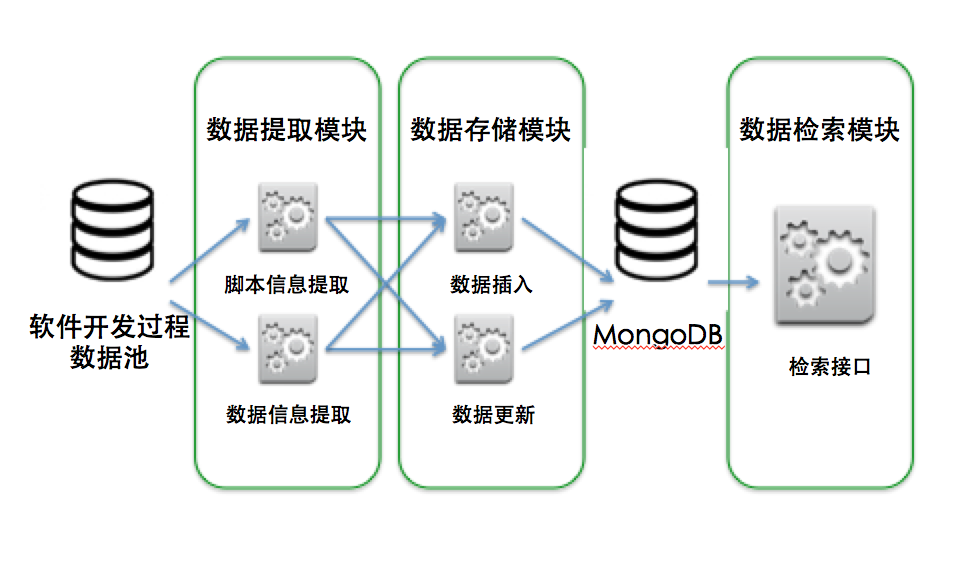 数据提取模块
数据存储模块
数据检索模块
脚本信息提取
数据插入
软件开发过程
数据池
MongoDB
检索接口
数据信息提取
数据更新